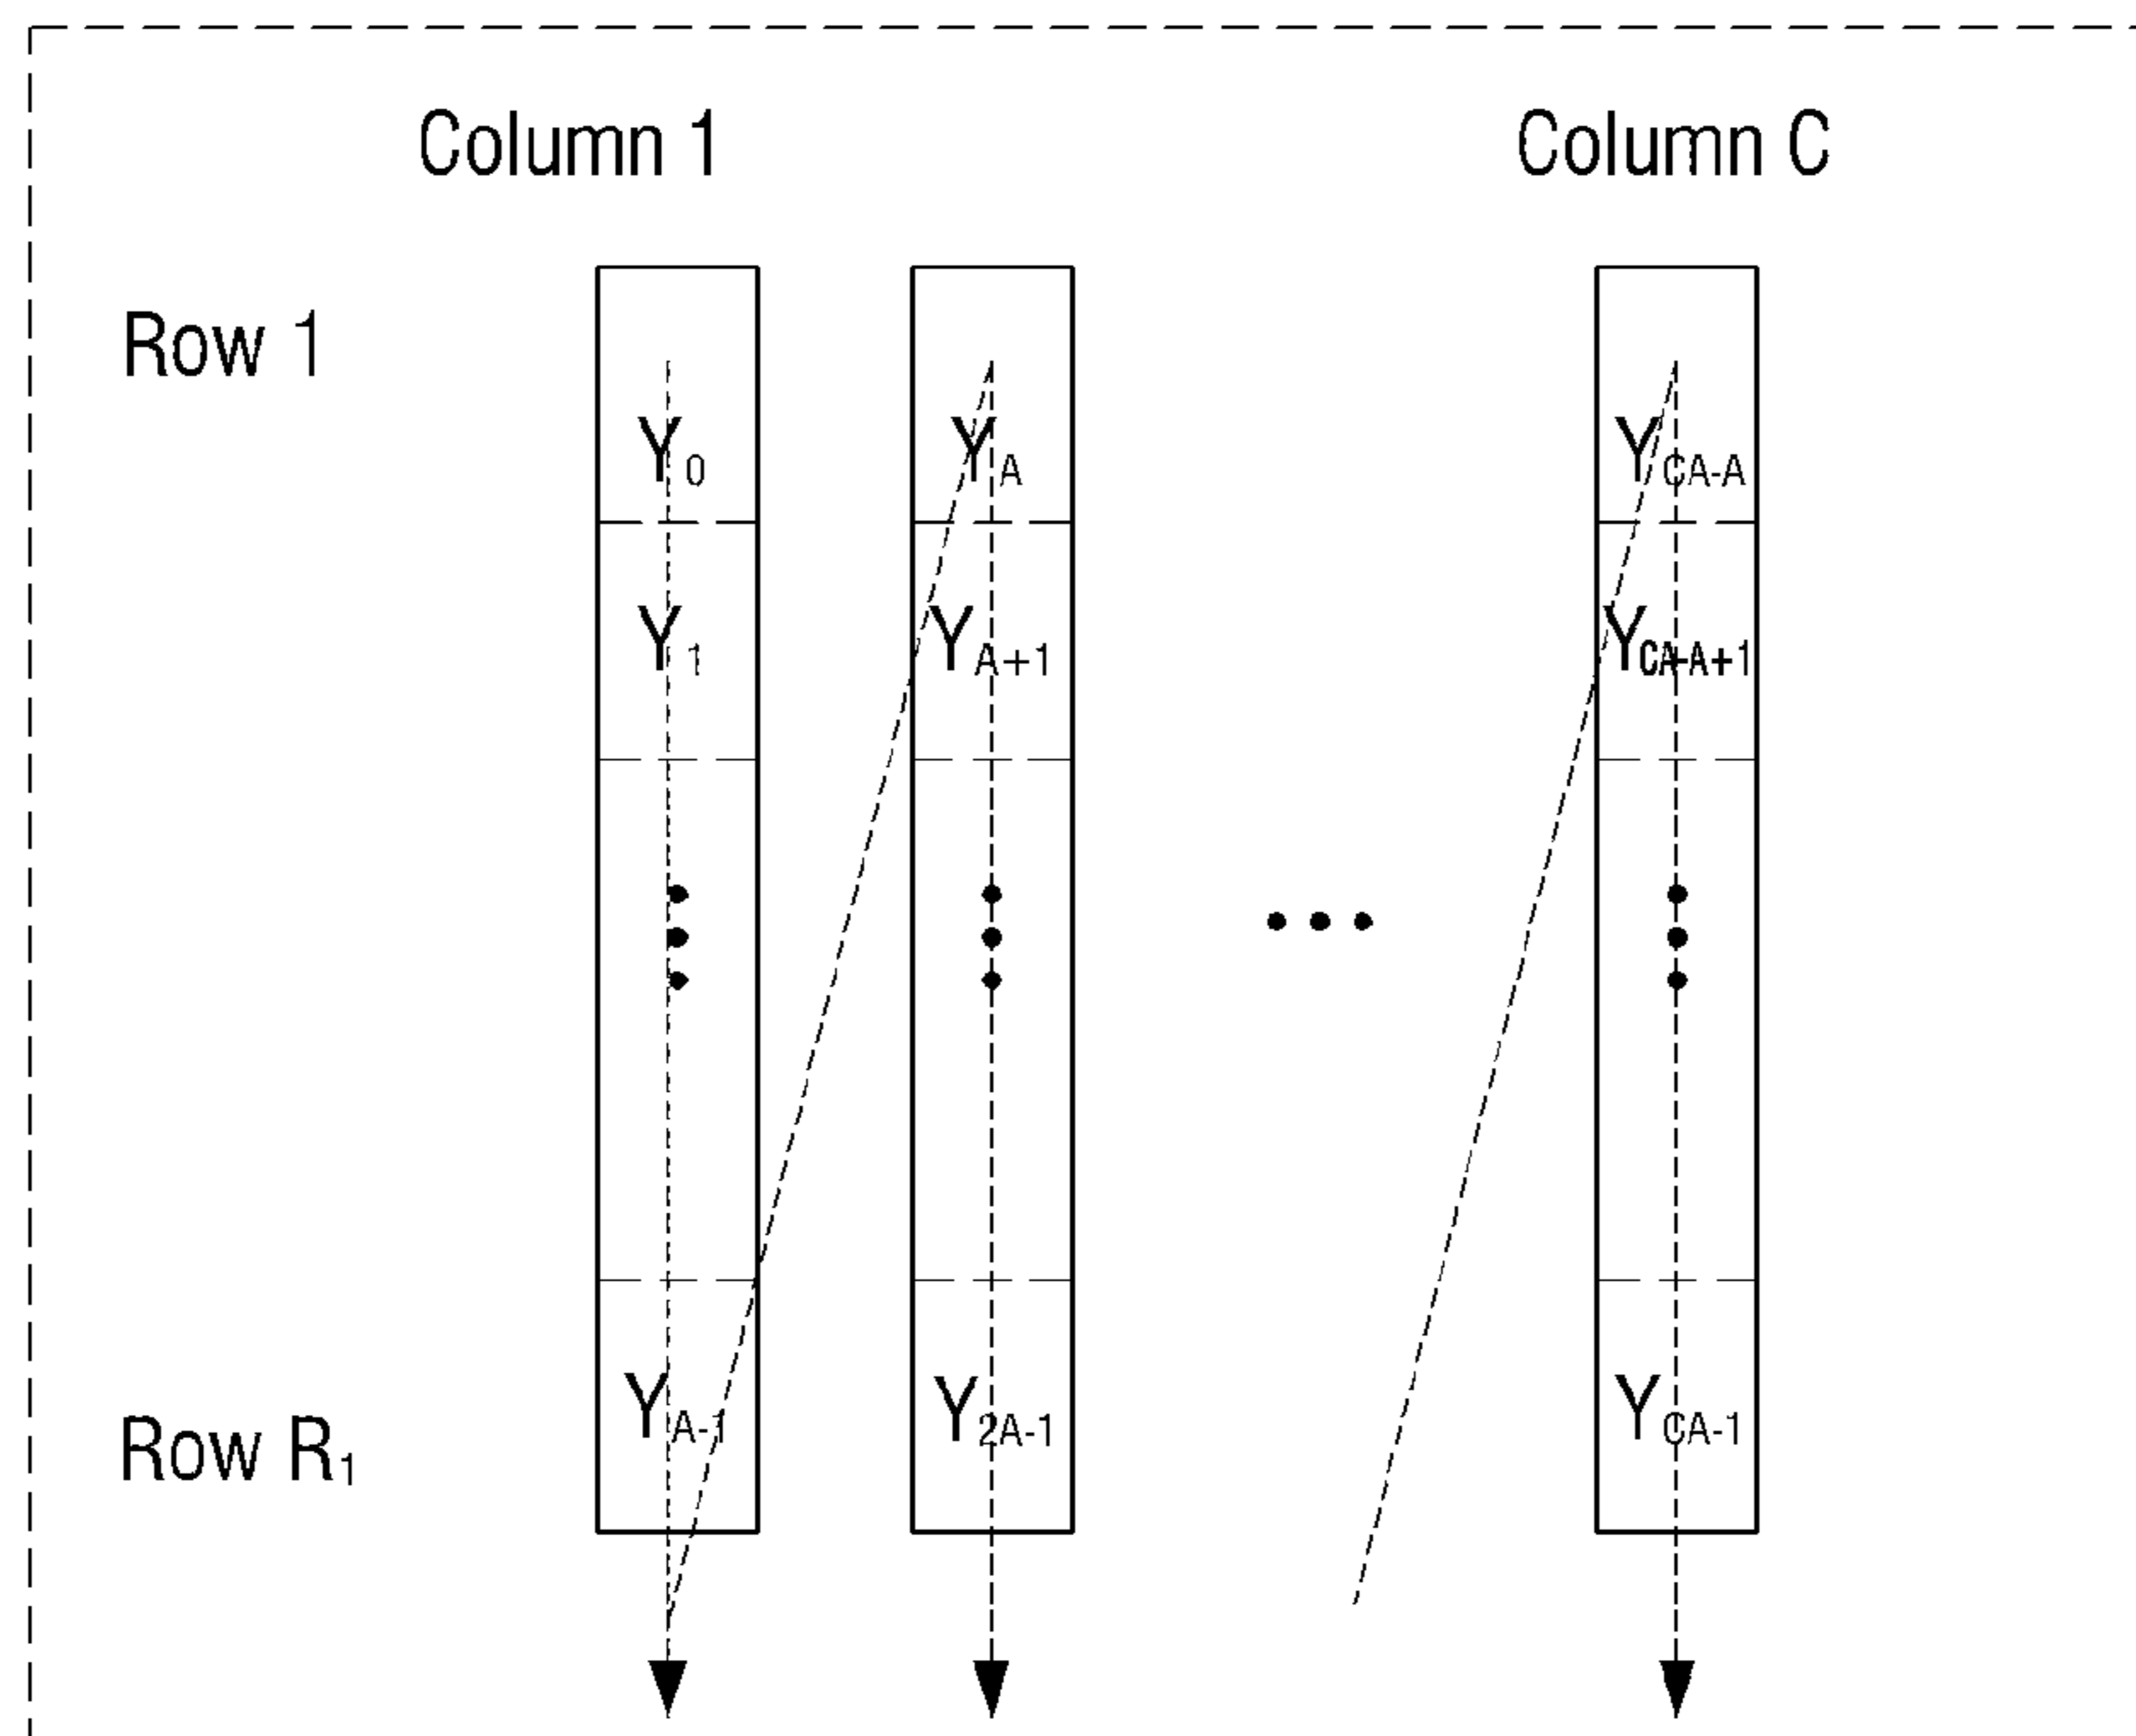 Column 1 Column C
Row 1
Y0 YA YCA-A
Y1 YA+1 YCA-A+1
Row R1 YA-1 Y2A-1 YCA-1